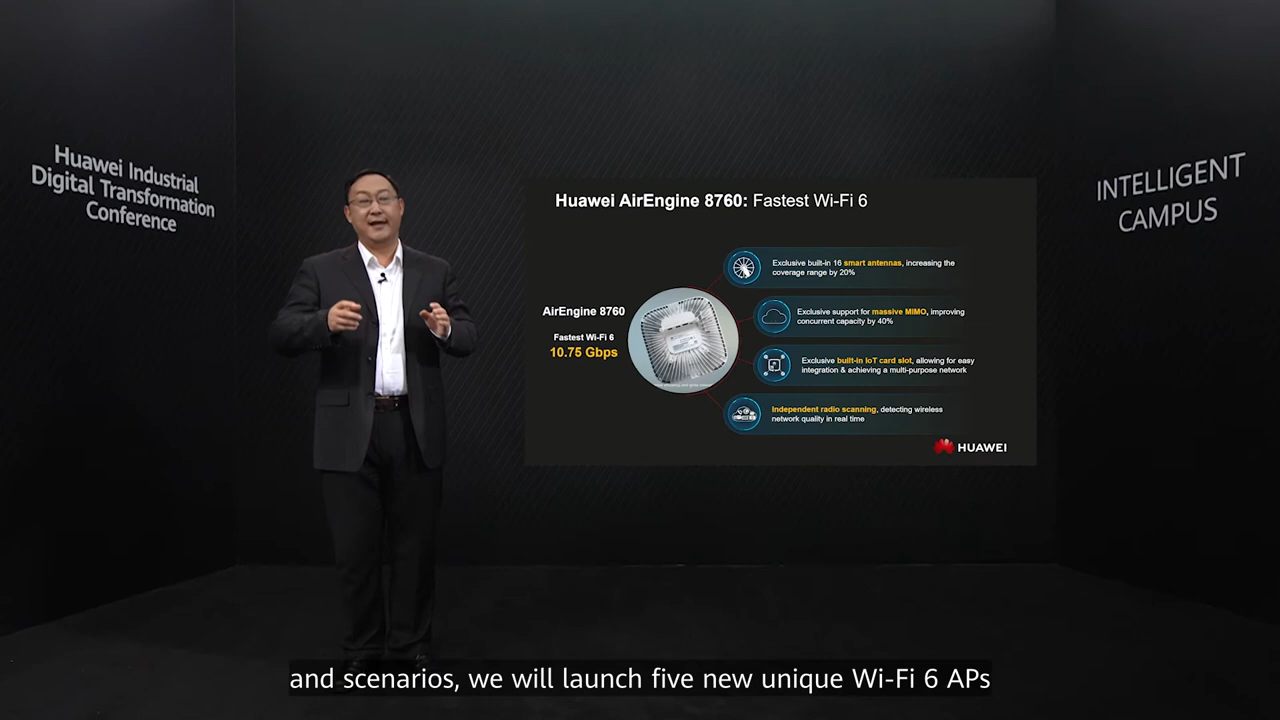 Huawei Industrial
Digital Transformation
Conference
INTELLIGENT
CAMPUS
Huawei AirEngine 8760: Fastest Wi-Fi 6
Exclusive built-in 16 smart antennas, increasing the
coverage range by 20%
AirEngine 8760
Fastest Wi-Fi 6
10.75 Gbps
Exclusive support for massive MIMO, improving
concurrent capacity by 40%
Exclusive built-in IoT card slot, allowing for easy
integration & achieving a multi-purpose network
Independent radio scanning, detecting wireless
network quality in real time
HUAWEI
and scenarios, we will launch five new unique Wi-Fi 6 APs